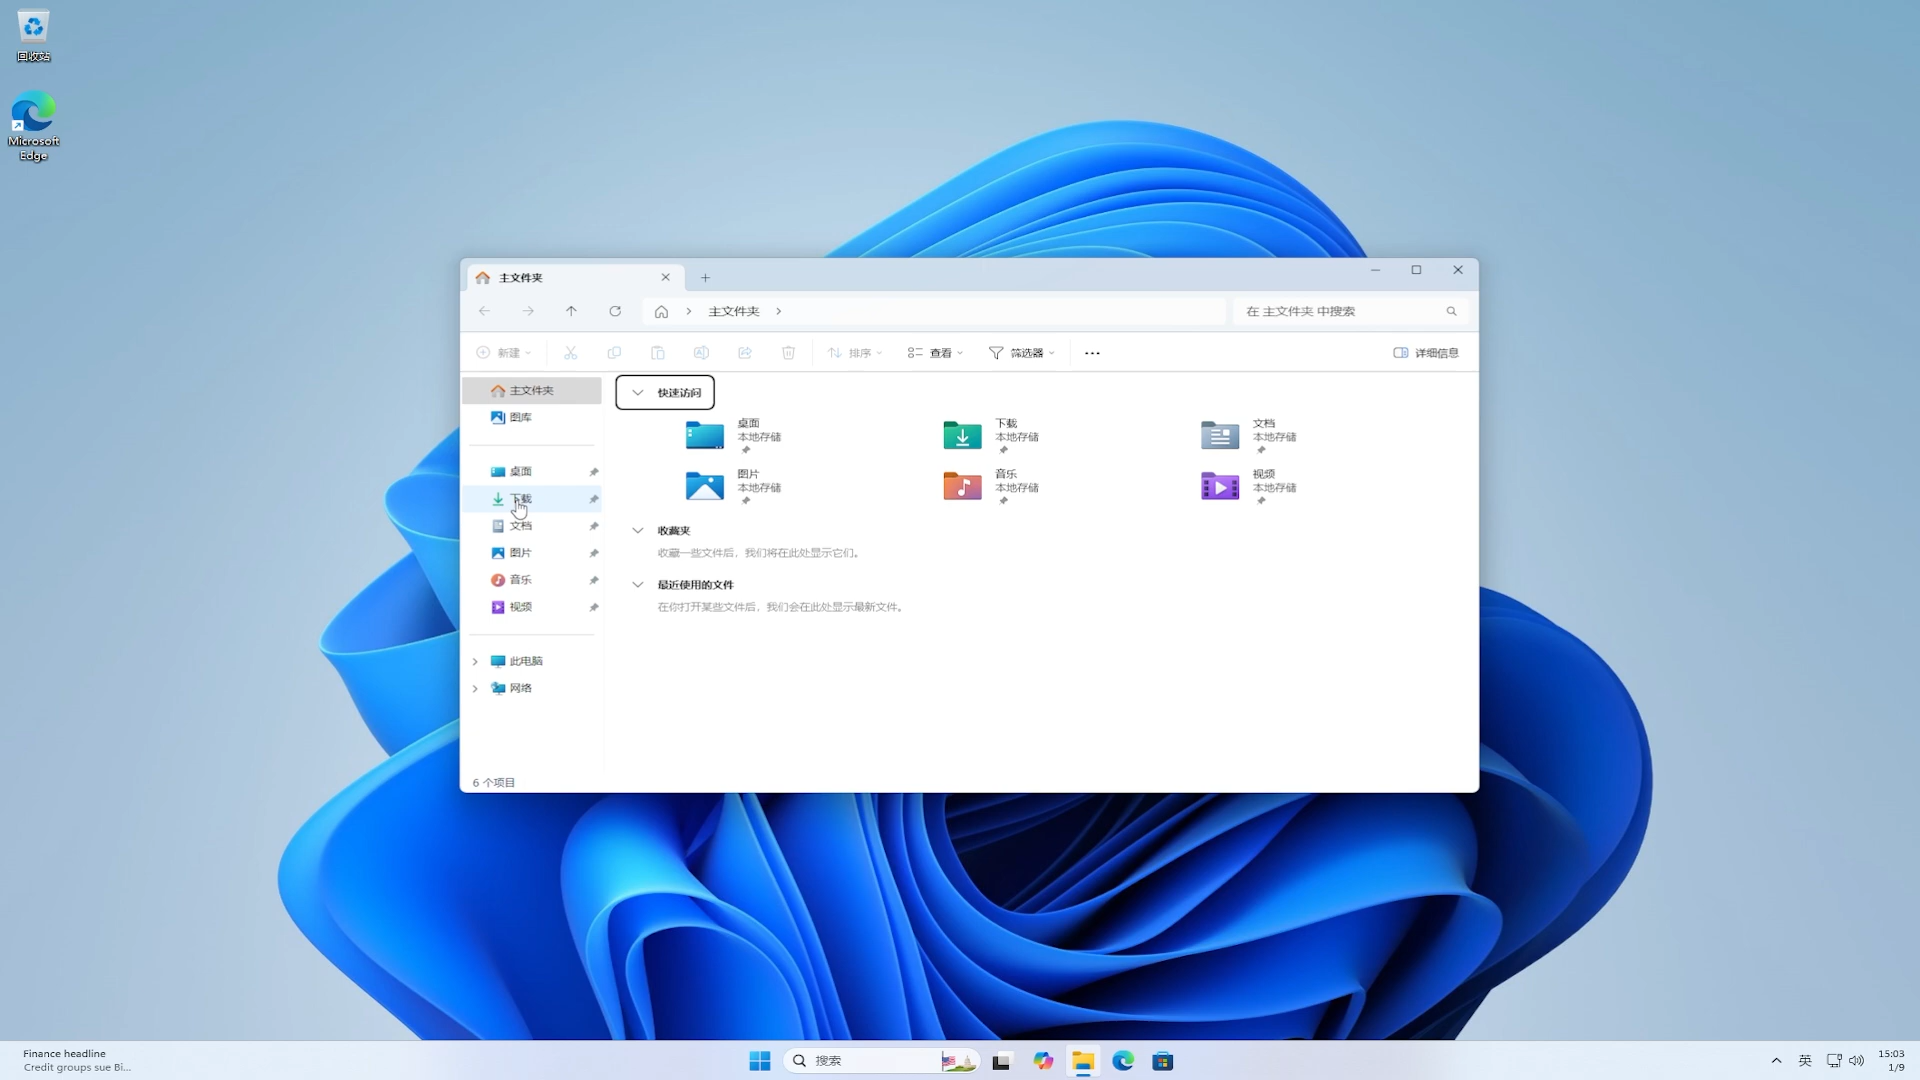 回收站
Microsoft
Edge
主文件夹
主文件夹
在 主文件夹 中搜索
新建
排序
查看
筛选器
详细信息
主文件夹
图库
桌面
下载
文档
图片
音乐
视频
此电脑
网络
快速访问
桌面
本地存储
下载
本地存储
文档
本地存储
图片
本地存储
音乐
本地存储
视频
本地存储
收藏夹
收藏一些文件后，我们将在此处显示它们。
最近使用的文件
在你打开某些文件后，我们会在此处显示最新文件。
6 个项目
Finance headline
Credit groups sue Bi...
搜索
英
15:03
1/9